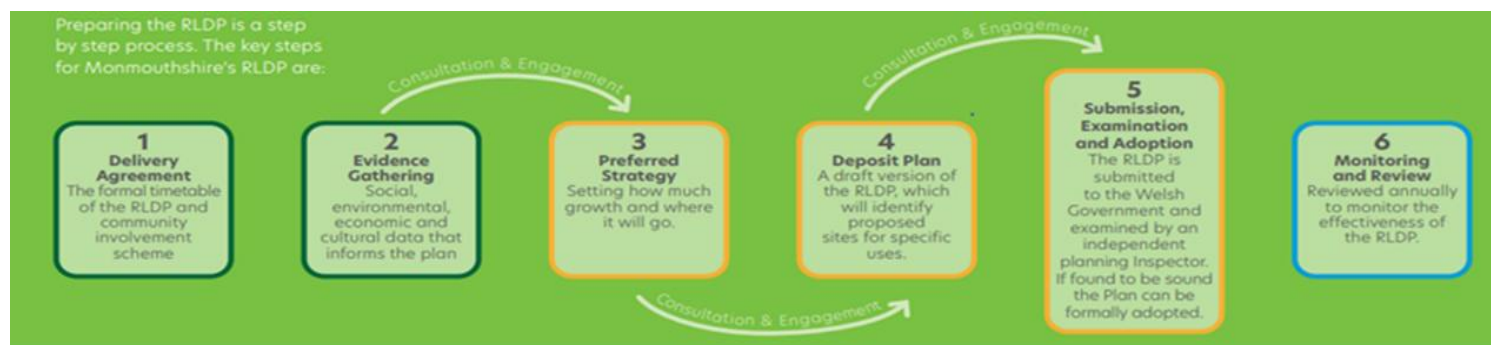 Preparing the RLDP is a step
by step process. The key steps
for Monmouthshire's RLDP are:
Consultation & Engagement
Consultation & Engagement
1
Delivery
Agreement
The formal timetable
of the RLDP and
community
involvement
scheme
2
Evidence
Gathering
Social,
environmental,
economic and
cultural data that
informs the plan
3
Preferred
Strategy
Setting how much
growth and where
it will go.
4
Deposit Plan
A draft version of
the RLDP, which
will identify
proposed
sites for specific
uses.
5
Submission,
Examination
and Adoption
The RLDP is
submitted
to the Welsh
Government and
examined by an
independent
planning Inspector.
If found to be sound
the Plan can be
formally adopted.
6
Monitoring
and Review
Reviewed annually
to monitor the
effectiveness of
the RLDP.
Consultation & Engagement